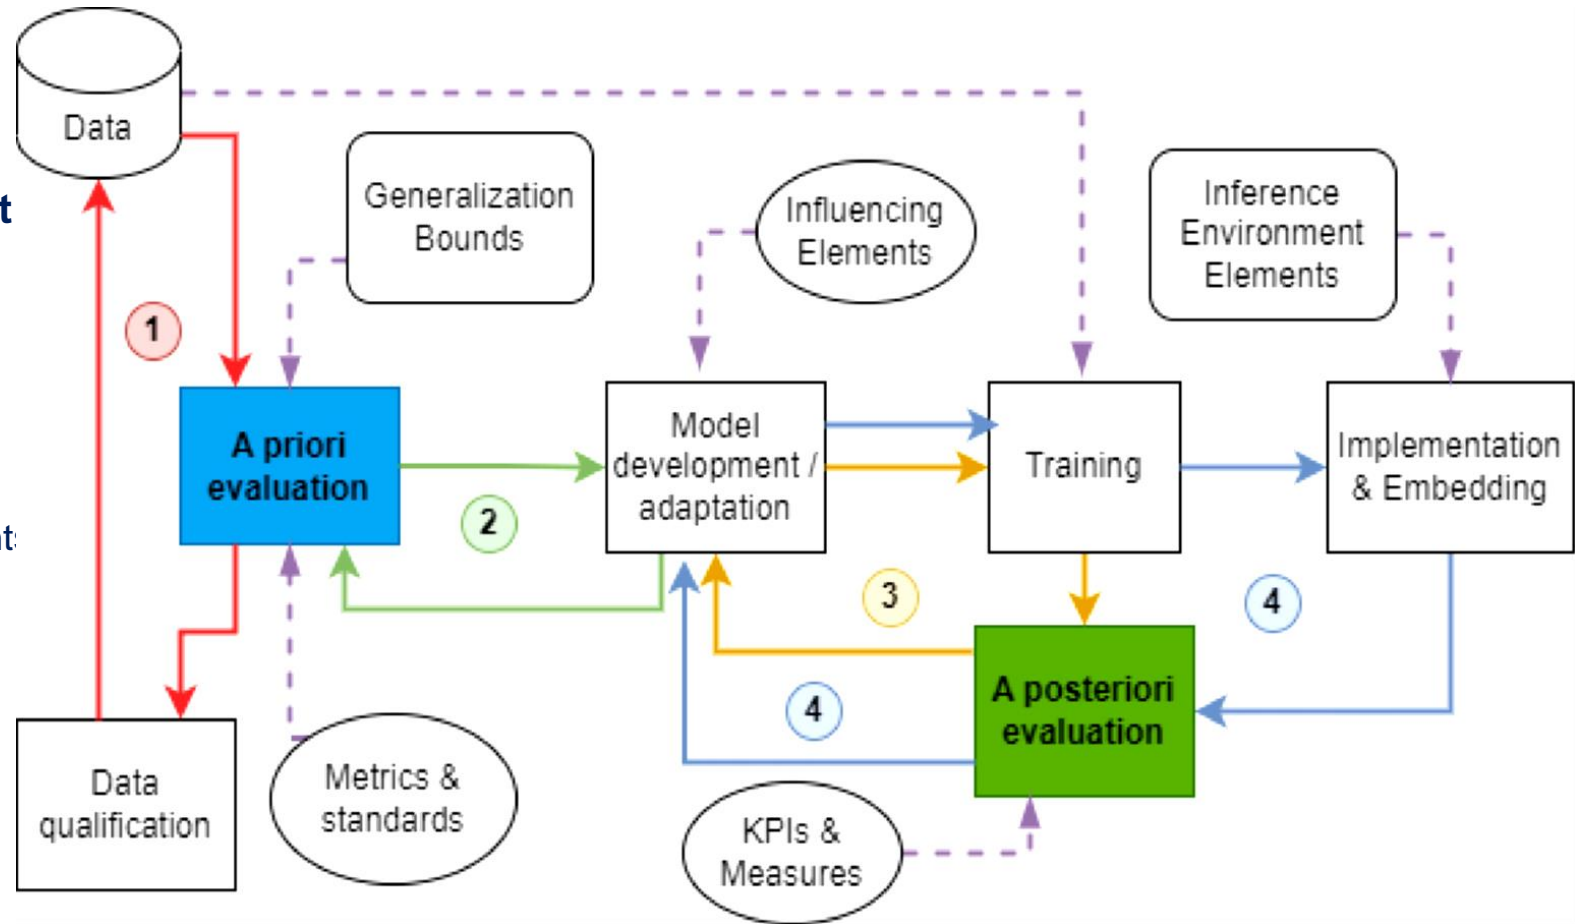 Data
t
Generalization
Bounds
Influencing
Elements
Inference
Environment
Elements
1
A priori
evaluation
2
Model
development /
adaptation
Training
Implementation
& Embedding
3
4
4
A posteriori
evaluation
Data
qualification
Metrics &
standards
KPIs &
Measures